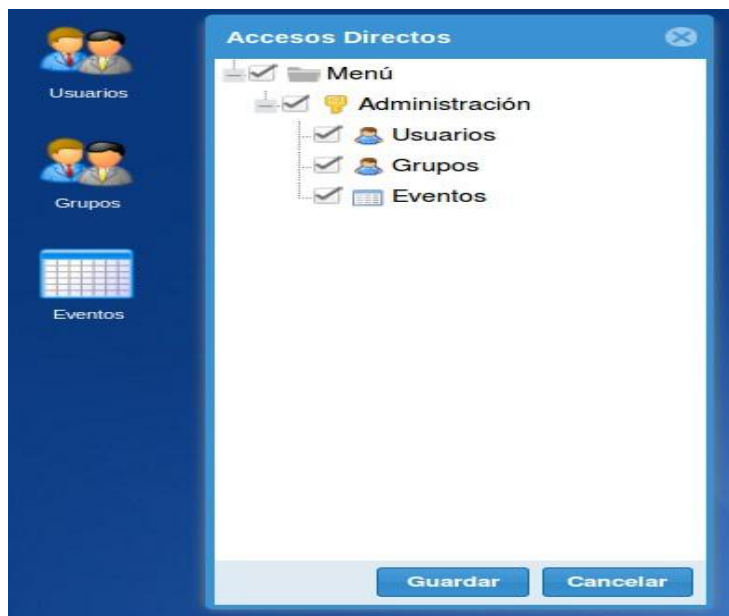 Usuarios
Grupos
Eventos
Accesos Directos
Menú
Administración
Usuarios
Grupos
Eventos
Guardar
Cancelar